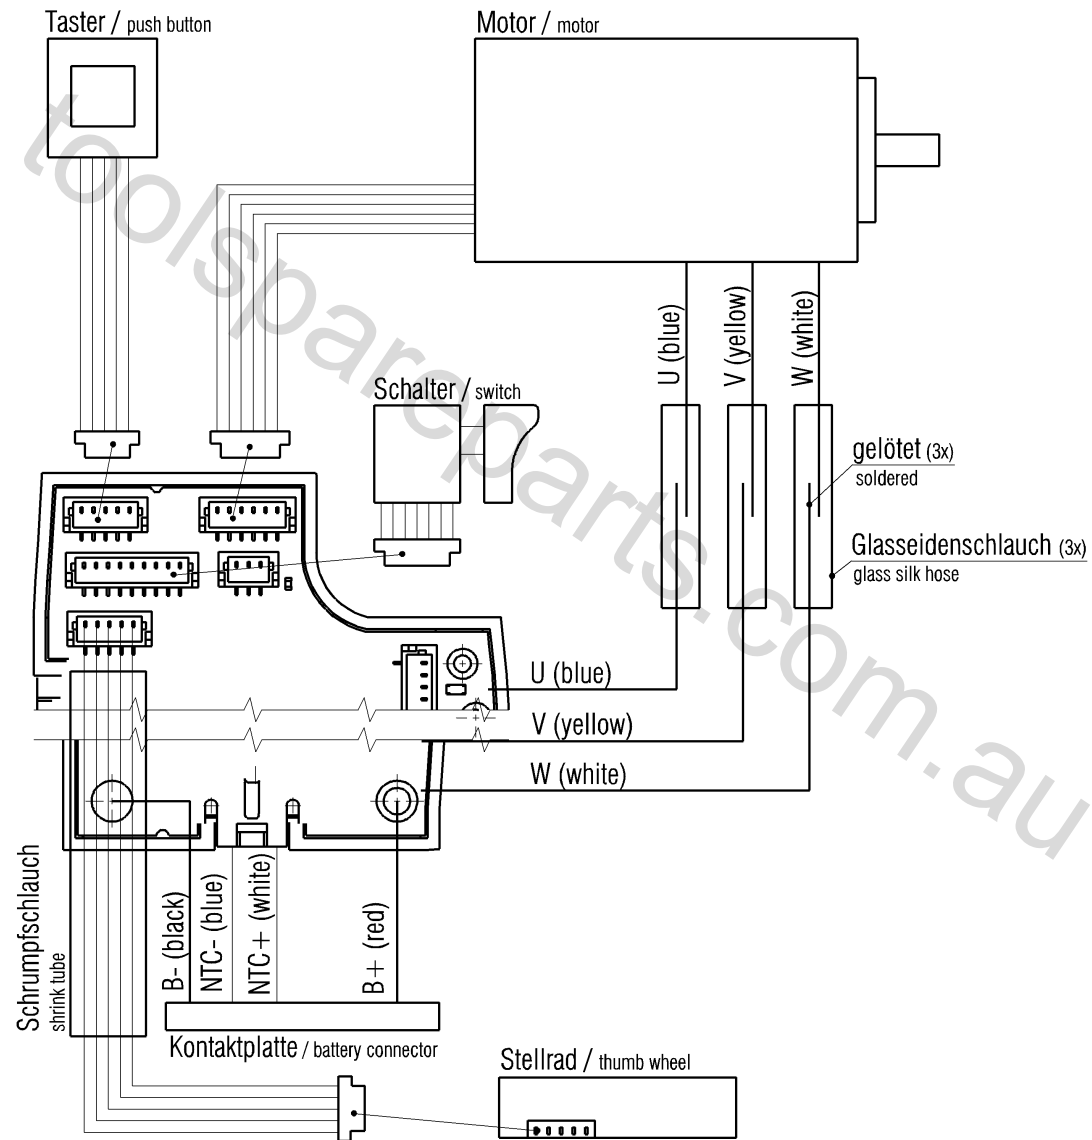 Taster / push button
Motor / motor
U (blue)
V (yellow)
W (white)
Schalter / switch
gelötet (3x)
soldered
Glasseidenschlauch (3x)
glass silk hose
U (blue)
V (yellow)
W (white)
Schrumpfschlauch
shrink tube
B- (black)
NTC- (blue)
NTC+ (white)
B+ (red)
Kontaktplatte / battery connector
Stellrad / thumb wheel
toolspareparts.com.au